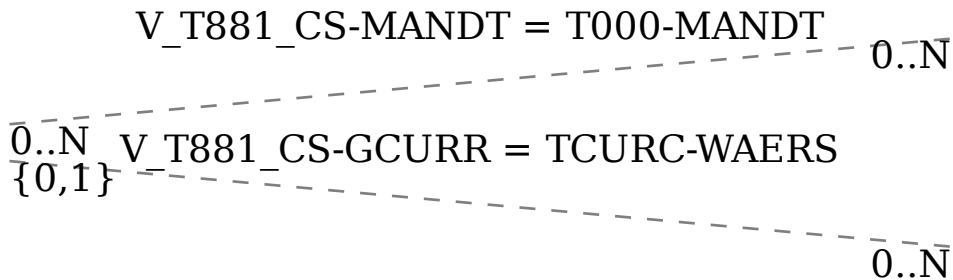 V_T881_CS-MANDT = T000-MANDT
0..N
0..N
V_T881_CS-GCURR = TCURC-WAERS
{0,1}
0..N